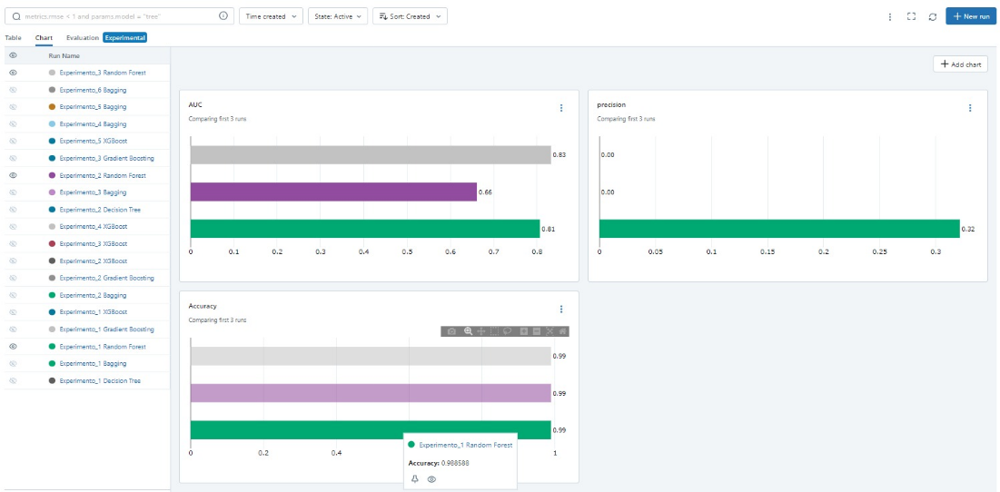 metrics.rmse < 1 and params.model = "tree"
Time created
State: Active
Sort: Created
New run
Table
Chart
Evaluation
Experimental
Run Name
Experimento_3 Random Forest
Experimento_6 Bagging
Experimento_5 Bagging
Experimento_4 Bagging
Experimento_5 XGBoost
Experimento_3 Gradient Boosting
Experimento_2 Random Forest
Experimento_3 Bagging
Experimento_2 Decision Tree
Experimento_4 XGBoost
Experimento_3 XGBoost
Experimento_2 XGBoost
Experimento_2 Gradient Boosting
Experimento_2 Bagging
Experimento_1 XGBoost
Experimento_1 Gradient Boosting
Experimento_1 Random Forest
Experimento_1 Bagging
Experimento_1 Decision Tree
Add chart
AUC
Comparing first 3 runs
0.83
0.66
0.81
0 0.1 0.2 0.3 0.4 0.5 0.6 0.7 0.8
precision
Comparing first 3 runs
0.00
0.00
0.32
0 0.05 0.1 0.15 0.2 0.25 0.3
Accuracy
Comparing first 3 runs
0.99
0.99
0.99
0 0.2 0.4 1
Experimento_1 Random Forest
Accuracy: 0.988588